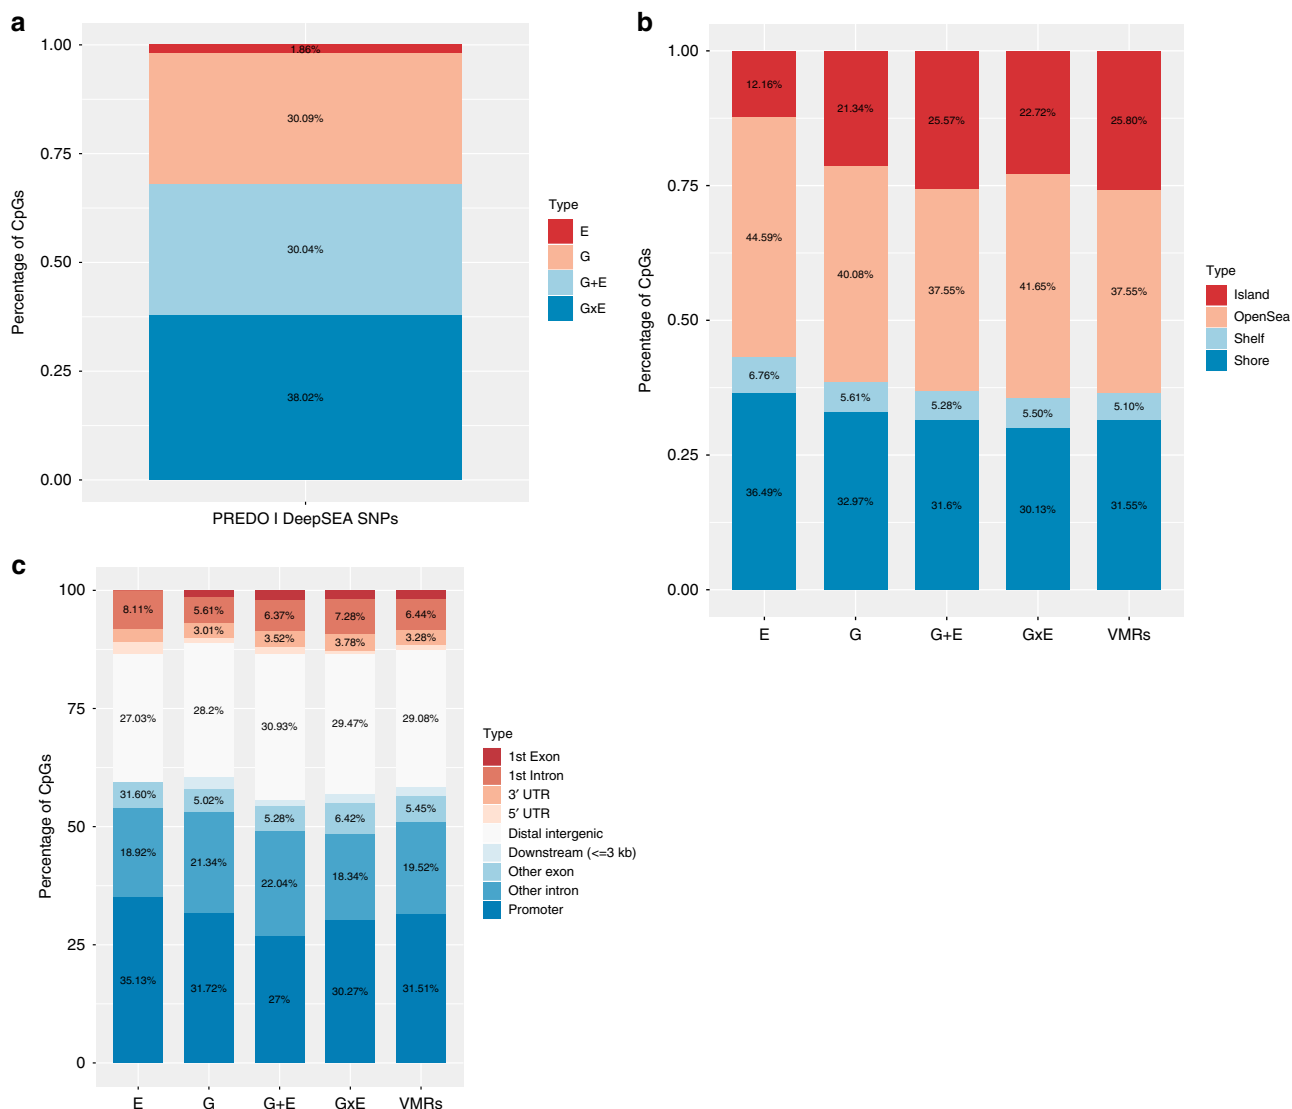 a
1.00
0.75
0.50
0.25
0.00
Percentage of CpGs
1.86%
30.09%
30.04%
38.02%
PREDO I DeepSEA SNPs
Type
E
G
G+E
GxE
b
1.00
0.75
0.50
0.25
0.00
Percentage of CpGs
12.16% 21.34% 25.57% 22.72% 25.80%
44.59% 40.08% 37.55% 41.65% 37.55%
6.76% 5.61% 5.28% 5.50% 5.10%
36.49% 32.97% 31.6% 30.13% 31.55%
E G G+E GxE VMRs
Type
Island
OpenSea
Shelf
Shore
c
100
75
50
25
0
Percentage of CpGs
8.11% 5.61% 6.37% 7.28% 6.44%
3.01% 3.52% 3.78% 3.28%
27.03% 28.2% 30.93% 29.47% 29.08%
31.60% 5.02% 5.28% 6.42% 5.45%
18.92% 21.34% 22.04% 18.34% 19.52%
35.13% 31.72% 27% 30.27% 31.51%
E G G+E GxE VMRs
Type
1st Exon
1st Intron
3′ UTR
5′ UTR
Distal intergenic
Downstream (<=3 kb)
Other exon
Other intron
Promoter